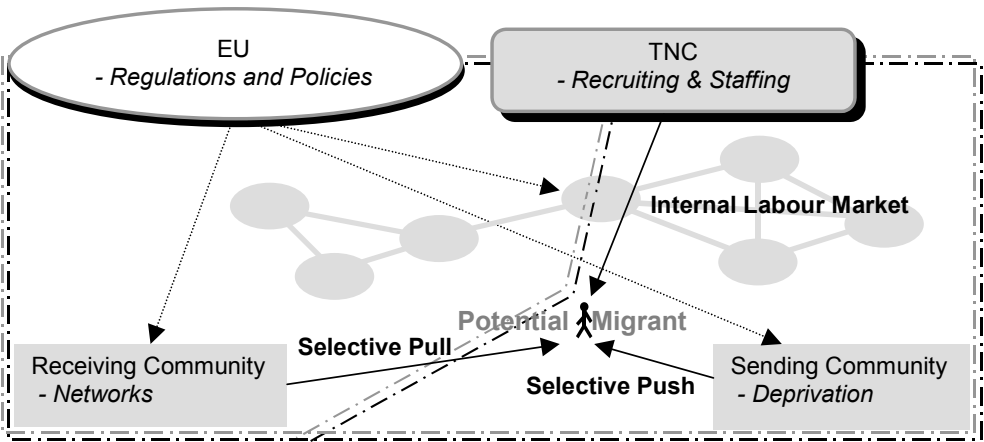 EU
- Regulations and Policies
TNC
- Recruiting & Staffing
Internal Labour Market
Potential Migrant
Selective Pull
Receiving Community
- Networks
Selective Push
Sending Community
- Deprivation